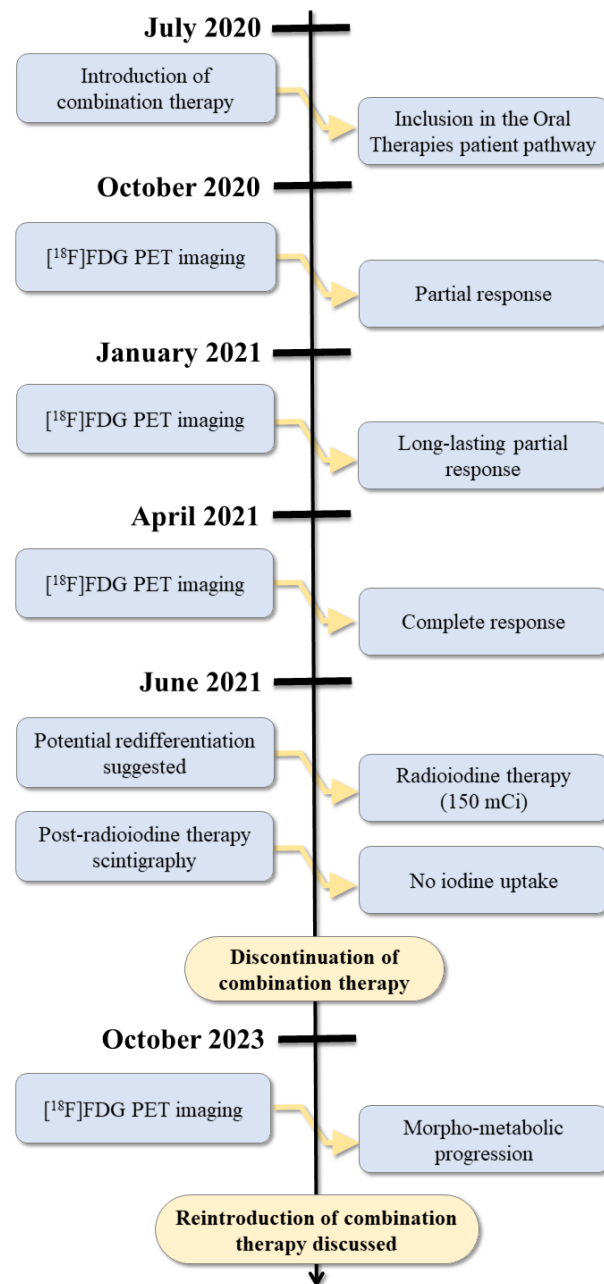 July 2020
Introduction of
combination therapy
Inclusion in the Oral
Therapies patient pathway
October 2020
[¹⁸F]FDG PET imaging
Partial response
January 2021
[¹⁸F]FDG PET imaging
Long-lasting partial
response
April 2021
[¹⁸F]FDG PET imaging
Complete response
June 2021
Potential redifferentiation
suggested
Radioiodine therapy
(150 mCi)
Post-radioiodine therapy
scintigraphy
No iodine uptake
Discontinuation of
combination therapy
October 2023
[¹⁸F]FDG PET imaging
Morpho-metabolic
progression
Reintroduction of combination
therapy discussed